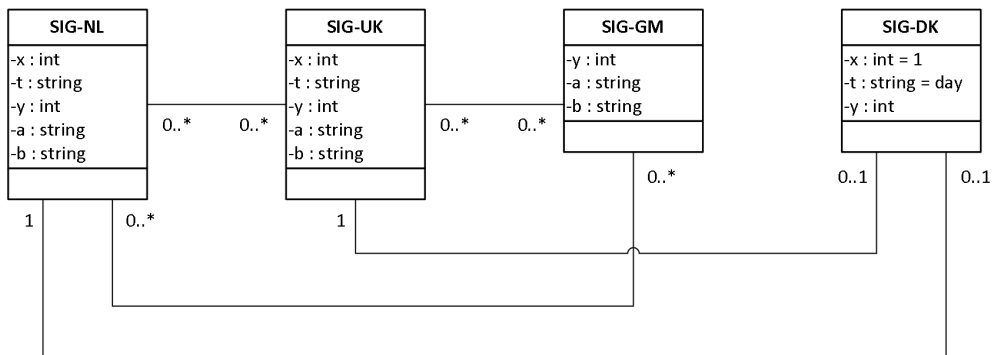 SIG-NL
-x : int
-t : string
-y : int
-a : string
-b : string
SIG-UK
-x : int
-t : string
-y : int
-a : string
-b : string
SIG-GM
-y : int
-a : string
-b : string
SIG-DK
-x : int = 1
-t : string = day
-y : int
0..*
0..*
0..*
0..*
1
0..*
1
0..*
0..1
0..1